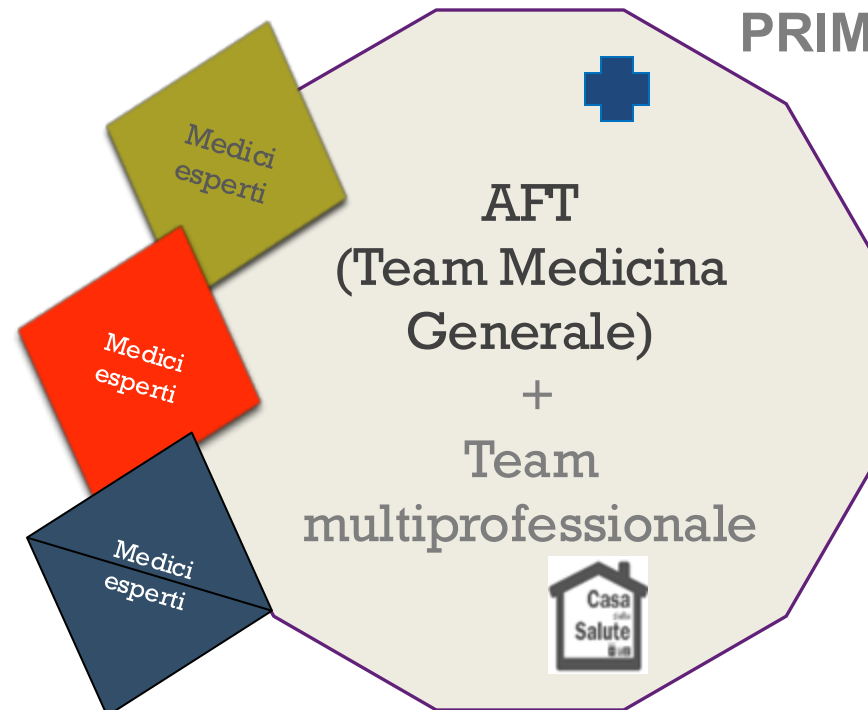 PRIM
Medici
esperti
AFT
(Team Medicina
Generale)
+
Team
multiprofessionale
Medici
esperti
Medici
esperti
Casa
Salute